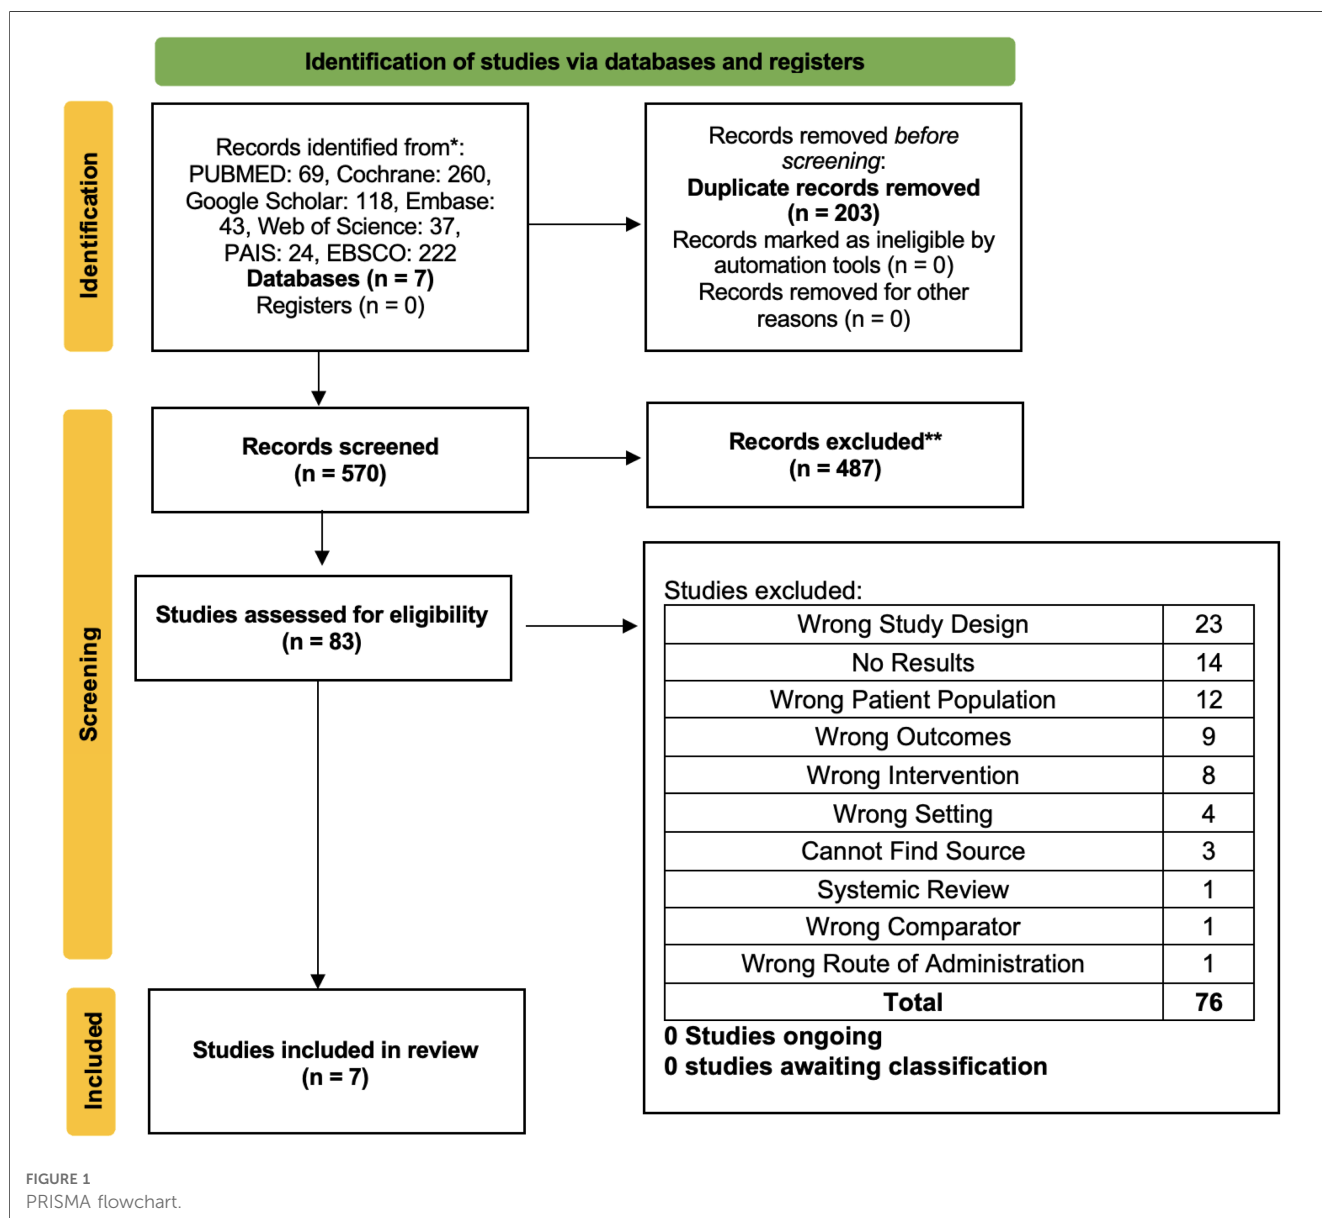 Identification of studies via databases and registers
Identification
Records identified from*:
PUBMED: 69, Cochrane: 260,
Google Scholar: 118, Embase:
43, Web of Science: 37,
PAIS: 24, EBSCO: 222
Databases (n = 7)
Registers (n = 0)
Records removed before
screening:
Duplicate records removed
(n = 203)
Records marked as ineligible by
automation tools (n = 0)
Records removed for other
reasons (n = 0)
Screening
Records screened
(n = 570)
Records excluded**
(n = 487)
Studies assessed for eligibility
(n = 83)
Studies excluded:
Wrong Study Design 23
No Results 14
Wrong Patient Population 12
Wrong Outcomes 9
Wrong Intervention 8
Wrong Setting 4
Cannot Find Source 3
Systemic Review 1
Wrong Comparator 1
Wrong Route of Administration 1
Total 76
0 Studies ongoing
0 studies awaiting classification
Included
Studies included in review
(n = 7)
FIGURE 1
PRISMA flowchart.